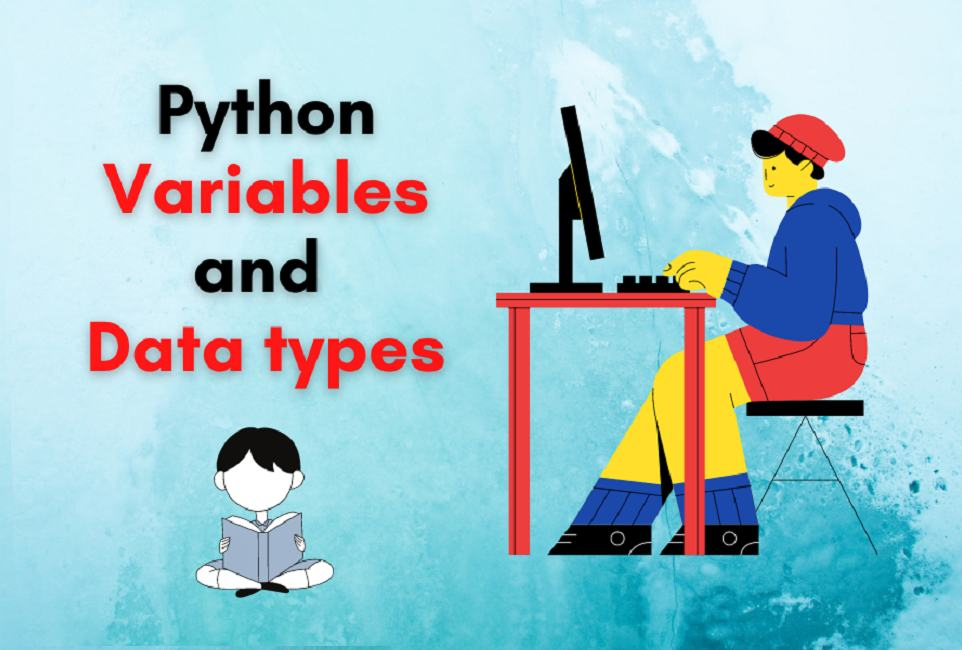 Python
Variables
and
Data types